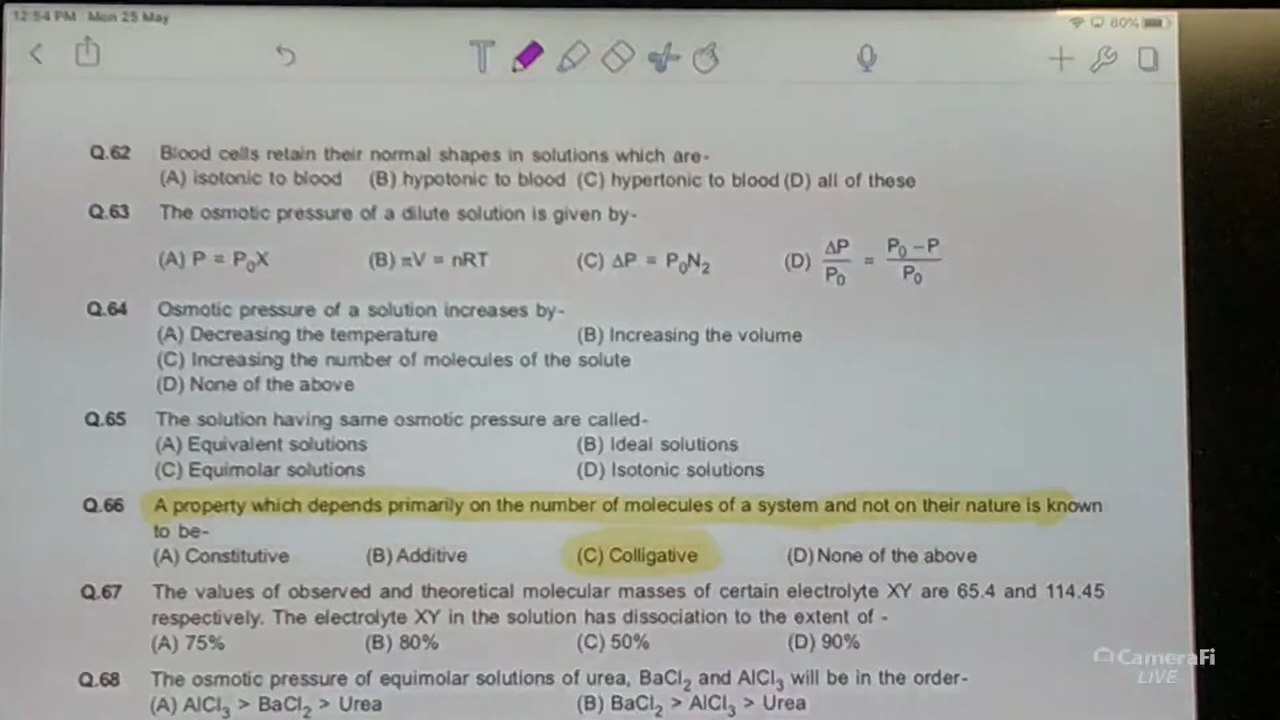 12:54 PM Mon 25 May
80%
Q.62 Blood cells retain their normal shapes in solutions which are-
(A) isotonic to blood (B) hypotonic to blood (C) hypertonic to blood (D) all of these
Q.63 The osmotic pressure of a dilute solution is given by-
(A) P = P₀X (B) πV = nRT (C) ΔP = P₀N₂ (D) ΔP/P₀ = P₀ − P/P₀
Q.64 Osmotic pressure of a solution increases by-
(A) Decreasing the temperature (B) Increasing the volume
(C) Increasing the number of molecules of the solute
(D) None of the above
Q.65 The solution having same osmotic pressure are called-
(A) Equivalent solutions (B) Ideal solutions
(C) Equimolar solutions (D) Isotonic solutions
Q.66 A property which depends primarily on the number of molecules of a system and not on their nature is known
to be-
(A) Constitutive (B) Additive (C) Colligative (D) None of the above
Q.67 The values of observed and theoretical molecular masses of certain electrolyte XY are 65.4 and 114.45
respectively. The electrolyte XY in the solution has dissociation to the extent of -
(A) 75% (B) 80% (C) 50% (D) 90%
CameraFi
LIVE
Q.68 The osmotic pressure of equimolar solutions of urea, BaCl₂ and AlCl₃ will be in the order-
(A) AlCl₃ > BaCl₂ > Urea (B) BaCl₂ > AlCl₃ > Urea